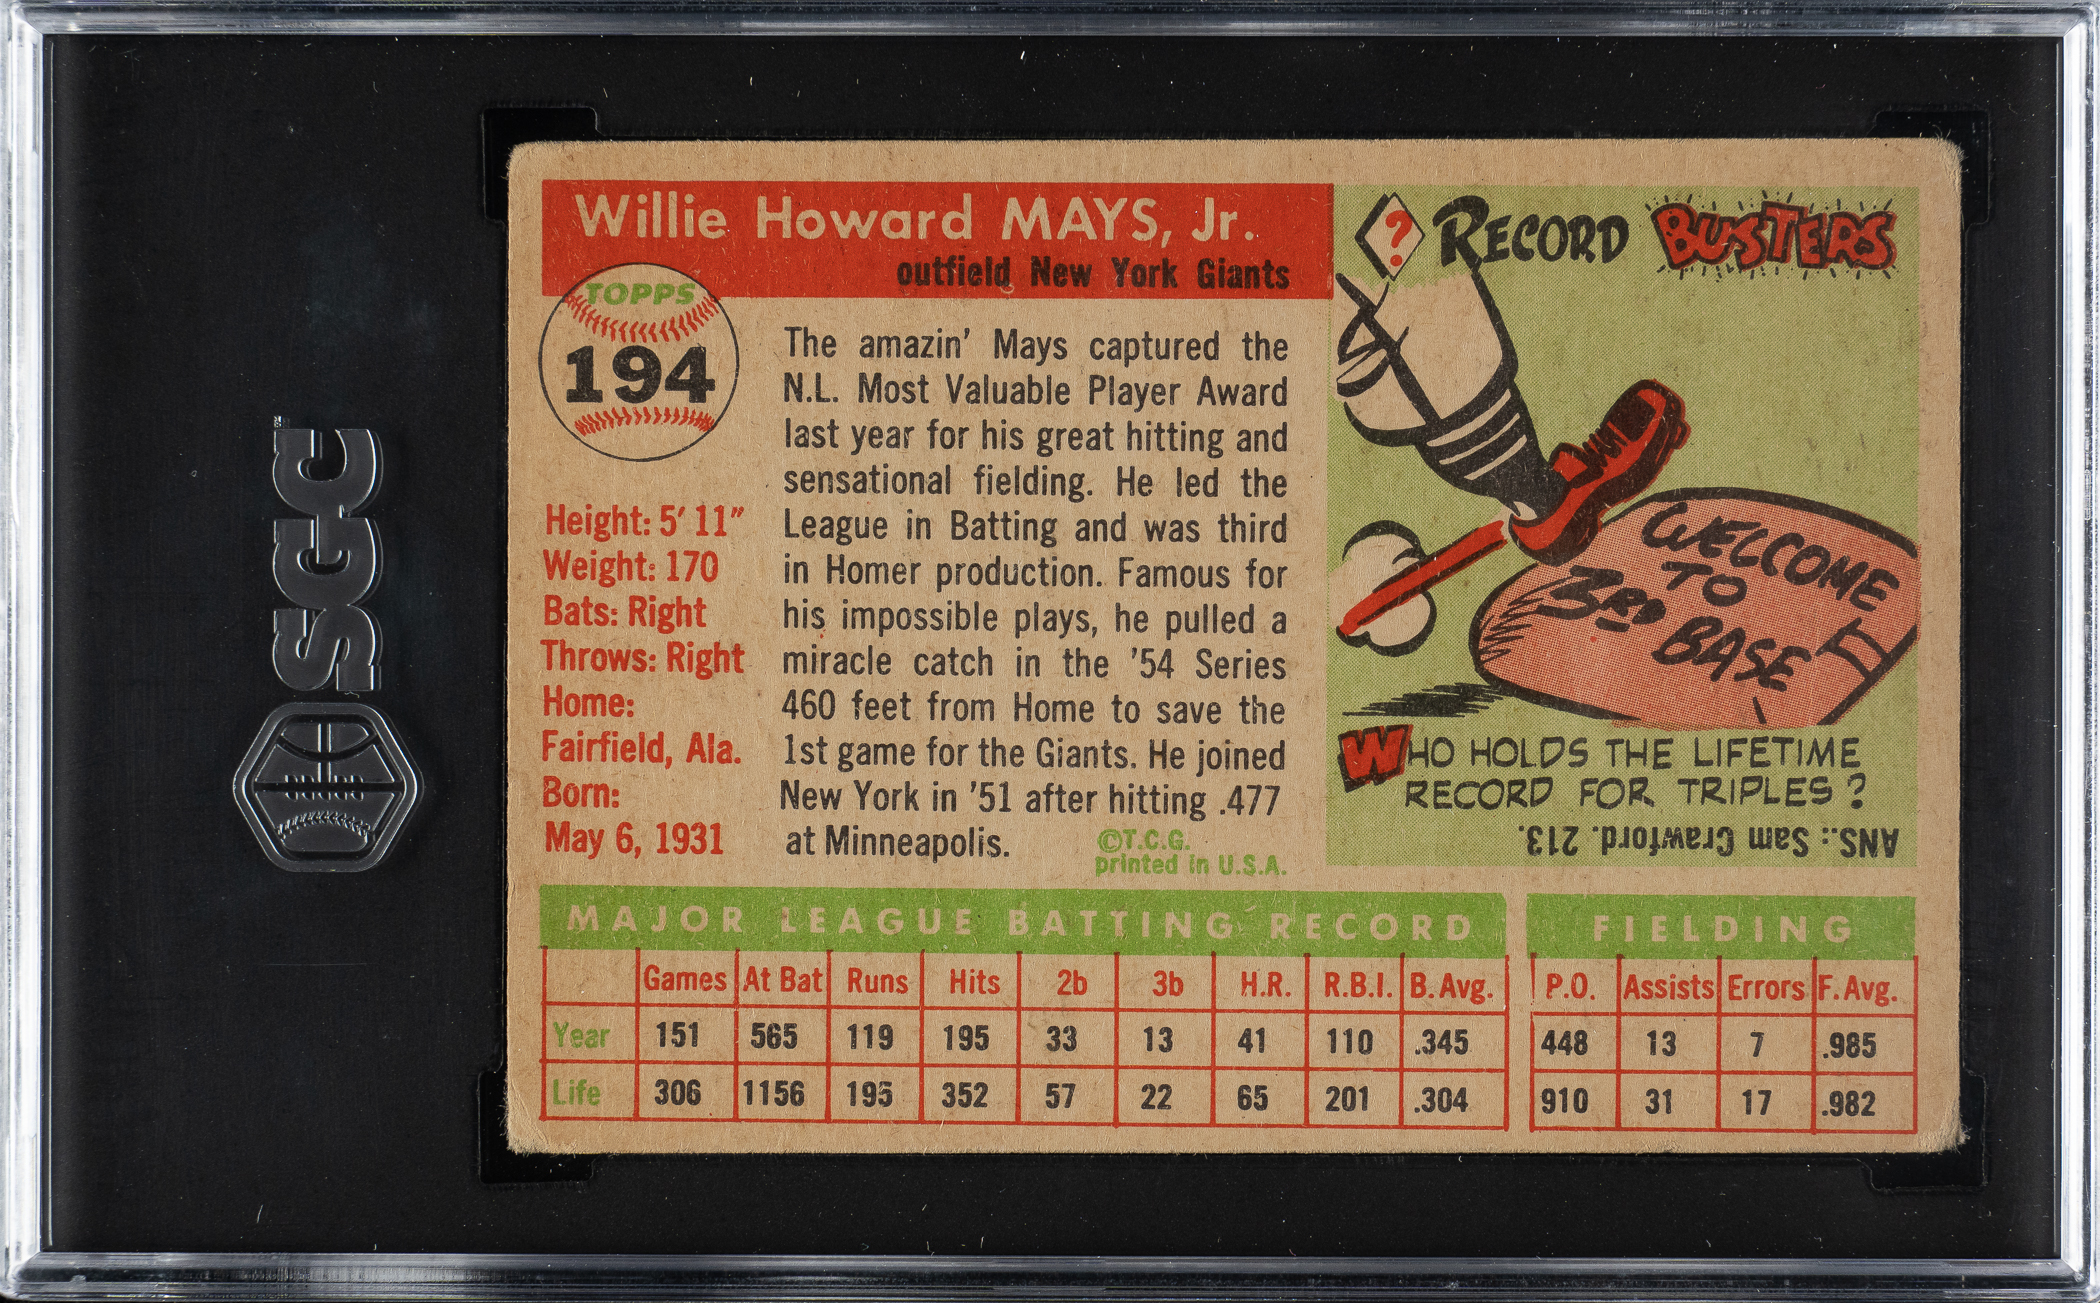 SGC
Willie Howard MAYS, Jr.
outfield New York Giants
TOPPS
194
Height: 5' 11"
Weight: 170
Bats: Right
Throws: Right
Home:
Fairfield, Ala.
Born:
May 6, 1931
The amazin' Mays captured the
N.L. Most Valuable Player Award
last year for his great hitting and
sensational fielding. He led the
League in Batting and was third
in Homer production. Famous for
his impossible plays, he pulled a
miracle catch in the '54 Series
460 feet from Home to save the
1st game for the Giants. He joined
New York in '51 after hitting .477
at Minneapolis.
©T.C.G.
printed in U.S.A.
? RECORD BUSTERS
WELCOME
TO
3RD BASE
WHO HOLDS THE LIFETIME
RECORD FOR TRIPLES?
ANS.: Sam Crawford. 213.
MAJOR LEAGUE BATTING RECORD
Games At Bat Runs Hits 2b 3b H.R. R.B.I. B. Avg.
Year 151 565 119 195 33 13 41 110 .345
Life 306 1156 195 352 57 22 65 201 .304
FIELDING
P.O. Assists Errors F. Avg.
448 13 7 .985
910 31 17 .982